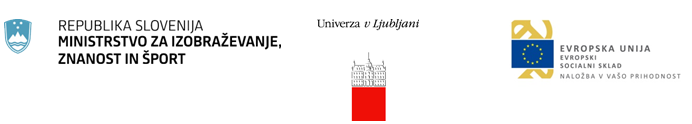 REPUBLIKA SLOVENIJA
MINISTRSTVO ZA IZOBRAŽEVANJE,
ZNANOST IN ŠPORT
Univerza v Ljubljani
EVROPSKA UNIJA
EVROPSKI
SOCIALNI SKLAD
NALOŽBA V VAŠO PRIHODNOST